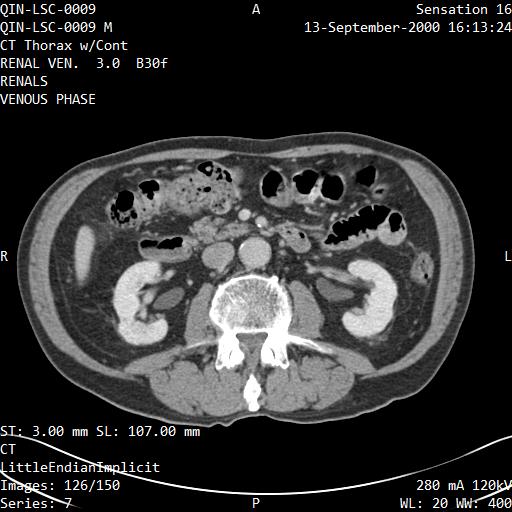 QIN-LSC-0009
A
Sensation 16
QIN-LSC-0009 M
13-September-2000 16:13:24
CT Thorax w/Cont
RENAL VEN.  3.0  B30f
RENALS
VENOUS PHASE
R
L
ST: 3.00 mm SL: 107.00 mm
CT
LittleEndianImplicit
Images: 126/150
280 mA 120kV
Series: 7
P
WL: 20 WW: 400